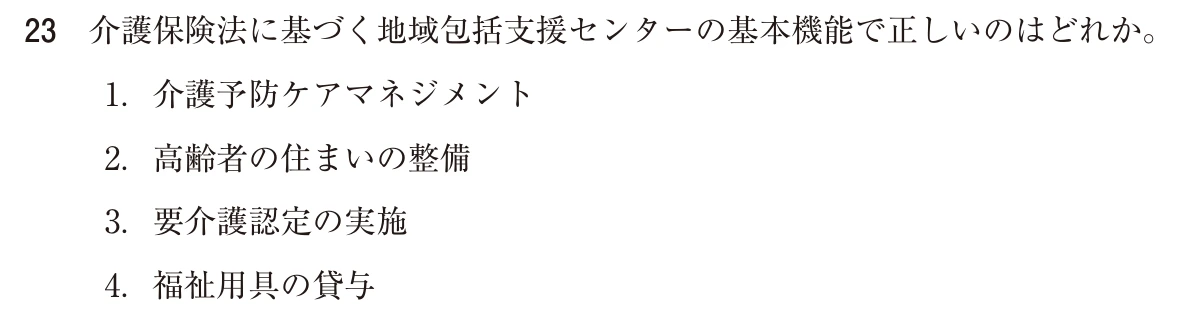 23 介護保険法に基づく地域包括支援センターの基本機能で正しいのはどれか。
1. 介護予防ケアマネジメント
2. 高齢者の住まいの整備
3. 要介護認定の実施
4. 福祉用具の貸与